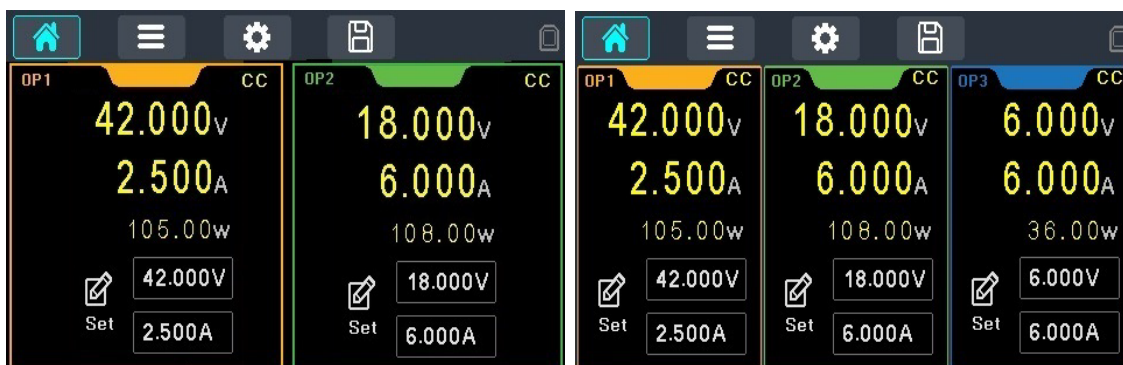 OP1 CC
42.000V
2.500A
105.00W
42.000V
Set
2.500A
OP2 CC
18.000V
6.000A
108.00W
18.000V
Set
6.000A
OP1 CC
42.000V
2.500A
105.00W
42.000V
Set
2.500A
OP2 CC
18.000V
6.000A
108.00W
18.000V
Set
6.000A
OP3 CC
6.000V
6.000A
36.00W
6.000V
Set
6.000A